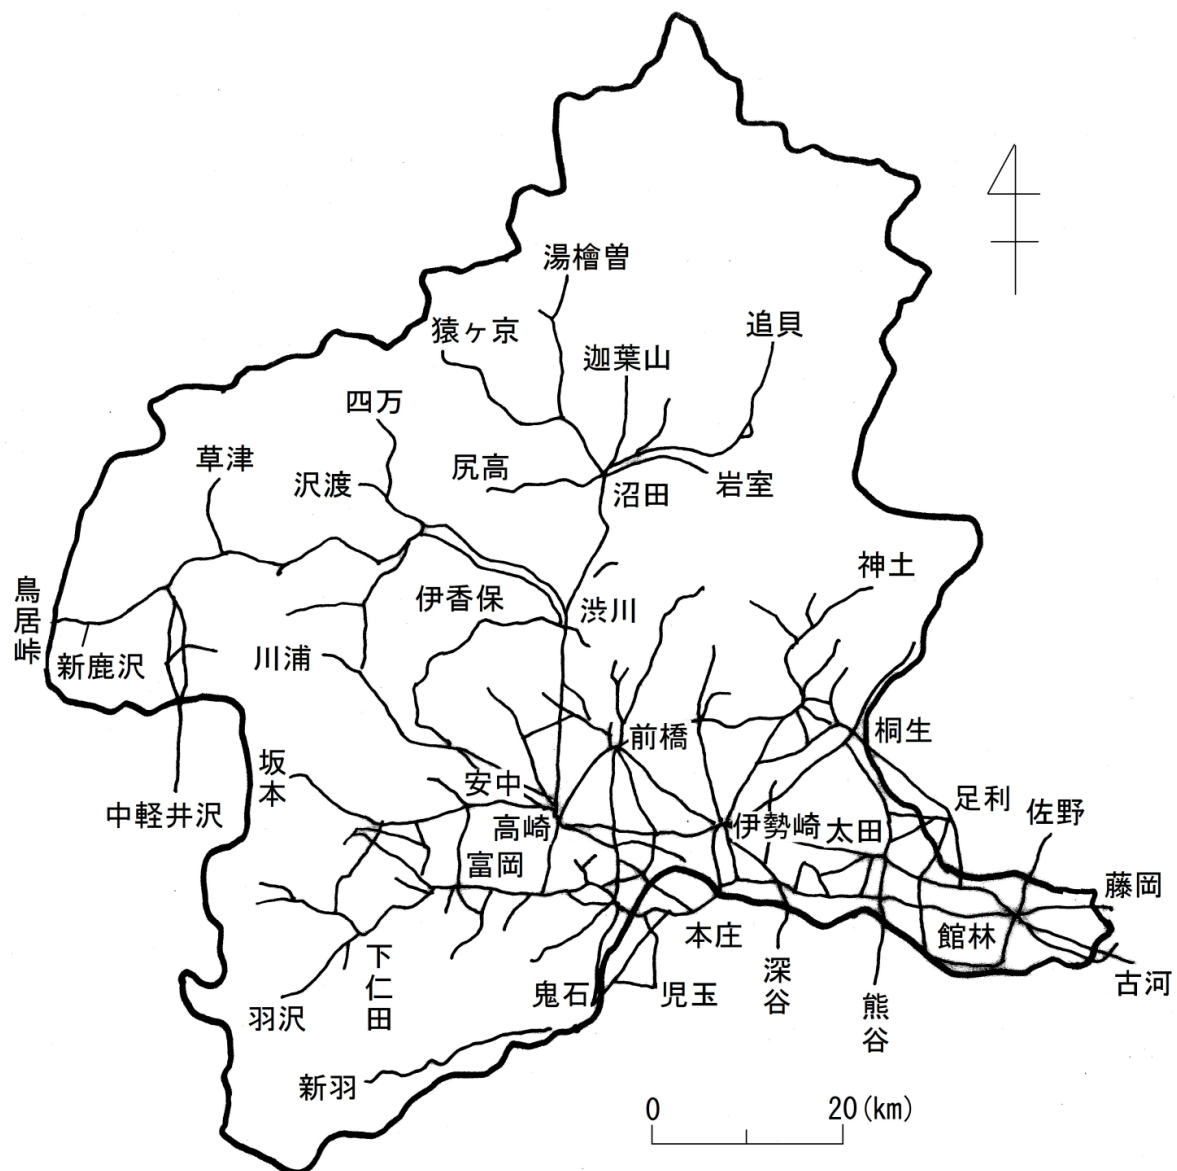 湯檜曽
追貝
猿ヶ京
迦葉山
四万
草津
尻高
沢渡
岩室
沼田
神土
鳥居峠
伊香保
渋川
新鹿沢
川浦
桐生
前橋
坂本
安中
足利
中軽井沢
高崎
伊勢崎
太田
佐野
富岡
藤岡
本庄
館林
下仁田
深谷
古河
鬼石
児玉
羽沢
熊谷
新羽
0 20(km)